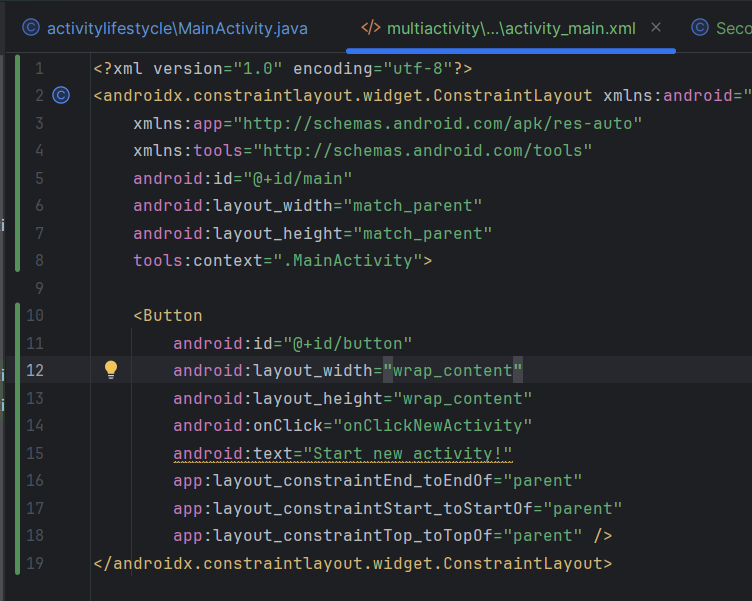 activitylifestycle\MainActivity.java
multiactivity\...\activity_main.xml
Seco
1 <?xml version="1.0" encoding="utf-8"?>
2 <androidx.constraintlayout.widget.ConstraintLayout xmlns:android="
3 xmlns:app="http://schemas.android.com/apk/res-auto"
4 xmlns:tools="http://schemas.android.com/tools"
5 android:id="@+id/main"
6 android:layout_width="match_parent"
7 android:layout_height="match_parent"
8 tools:context=".MainActivity">
9
10 <Button
11 android:id="@+id/button"
12 android:layout_width="wrap_content"
13 android:layout_height="wrap_content"
14 android:onClick="onClickNewActivity"
15 android:text="Start new activity!"
16 app:layout_constraintEnd_toEndOf="parent"
17 app:layout_constraintStart_toStartOf="parent"
18 app:layout_constraintTop_toTopOf="parent" />
19 </androidx.constraintlayout.widget.ConstraintLayout>